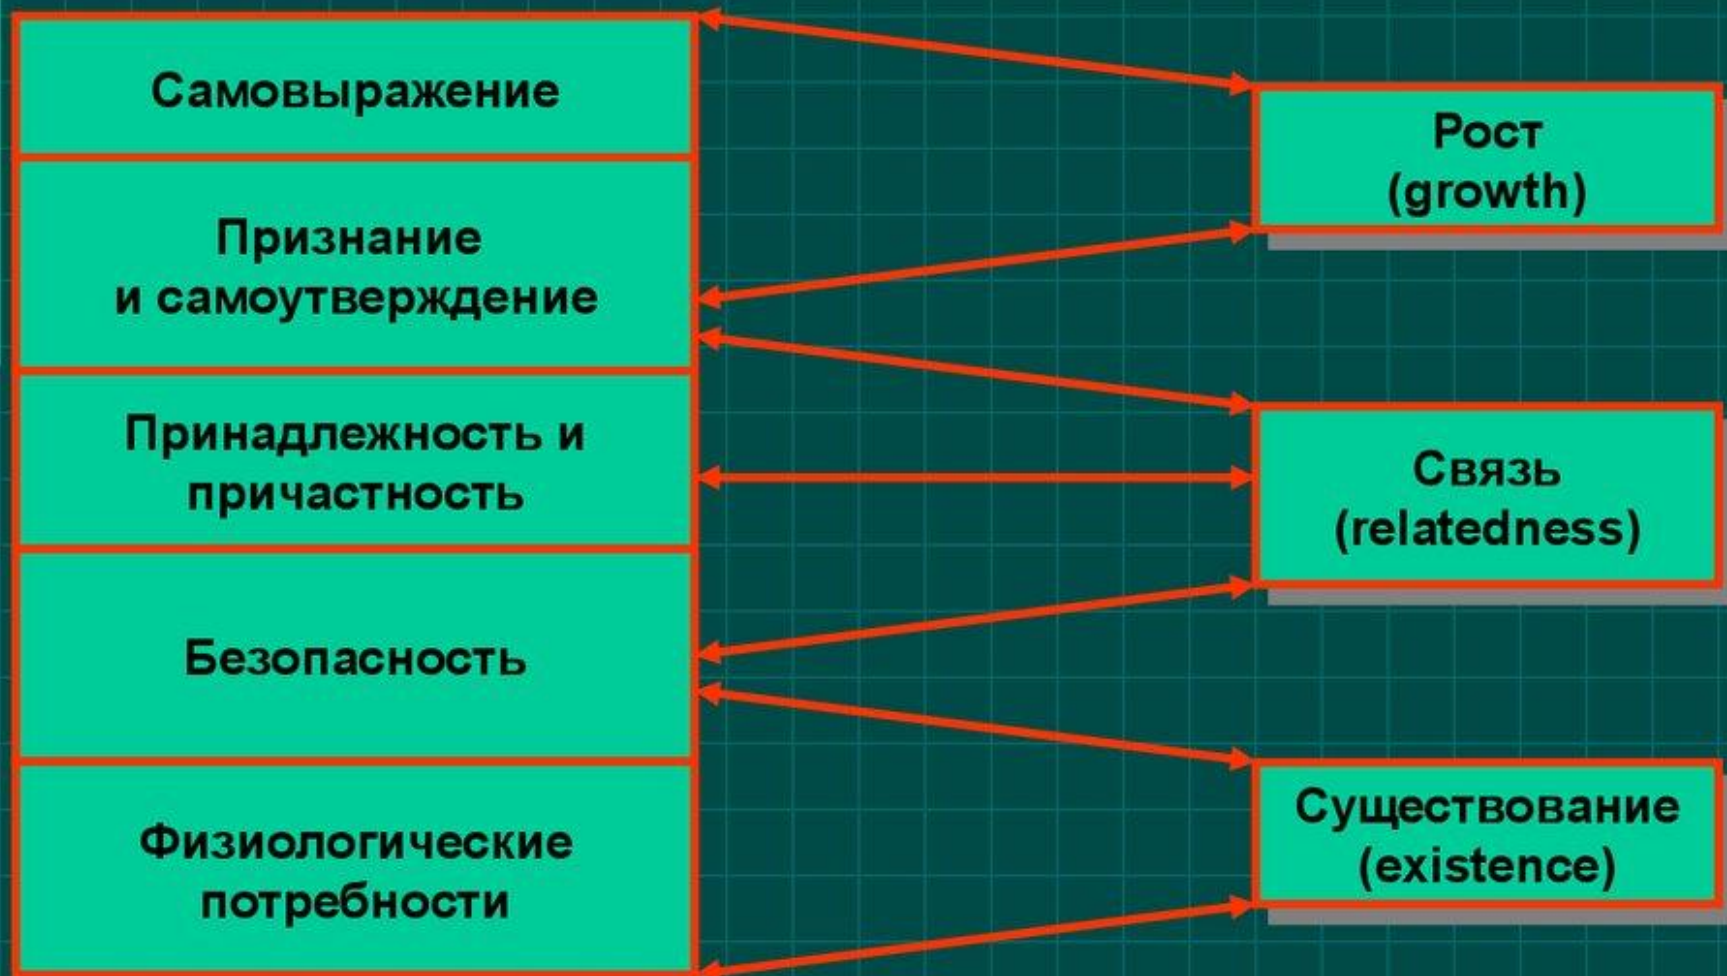 Самовыражение
Признание
и самоутверждение
Принадлежность и
причастность
Безопасность
Физиологические
потребности
Рост
(growth)
Связь
(relatedness)
Существование
(existence)